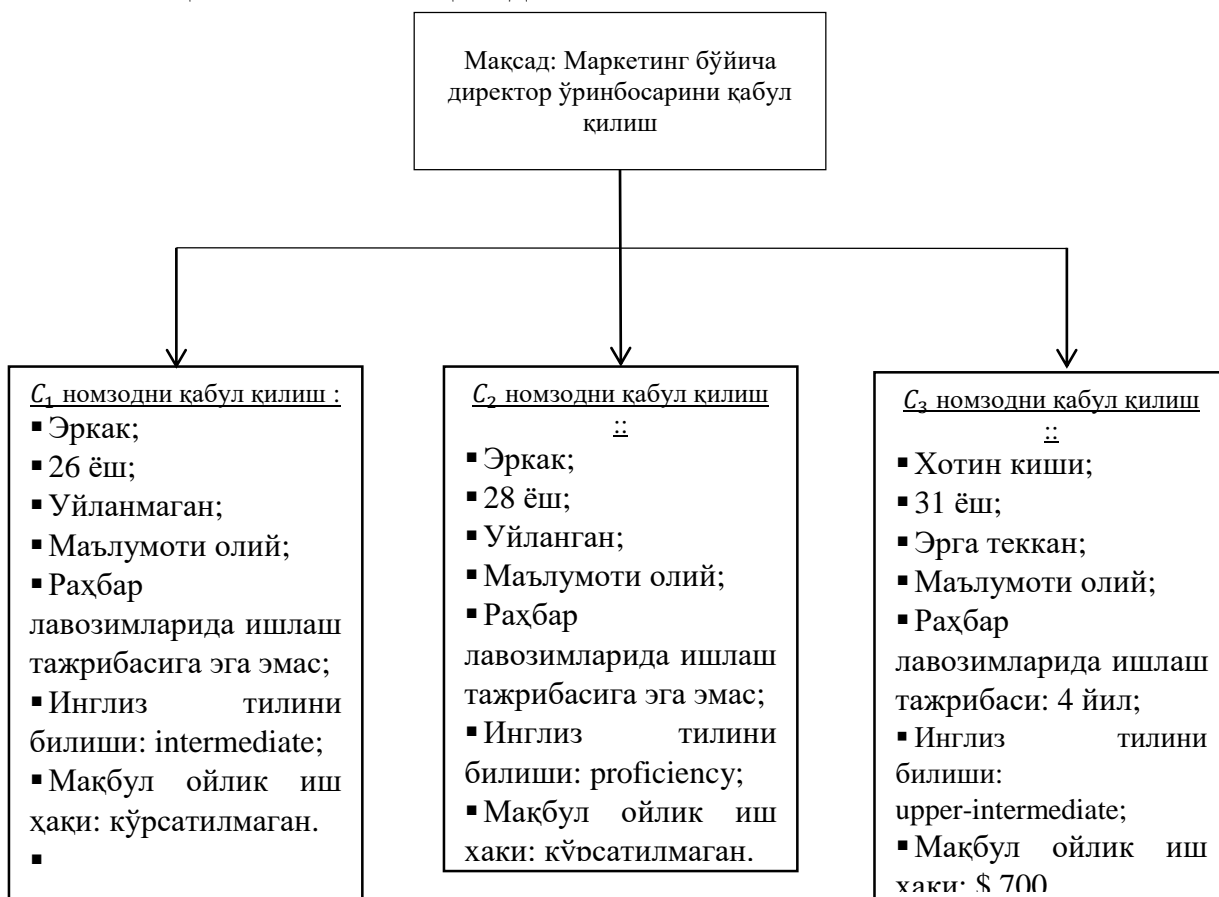 Мақсад: Маркетинг бўйича
директор ўринбосарини қабул
қилиш
C₁ номзодни қабул қилиш :
▪ Эркак;
▪ 26 ёш;
▪ Уйланмаган;
▪ Маълумоти олий;
▪ Раҳбар
лавозимларида ишлаш
тажрибасига эга эмас;
▪ Инглиз тилини
билиши: intermediate;
▪ Мақбул ойлик иш
ҳақи: кўрсатилмаган.
▪
C₂ номзодни қабул қилиш
::
▪ Эркак;
▪ 28 ёш;
▪ Уйланган;
▪ Маълумоти олий;
▪ Раҳбар
лавозимларида ишлаш
тажрибасига эга эмас;
▪ Инглиз тилини
билиши: proficiency;
▪ Мақбул ойлик иш
ҳақи: кўрсатилмаган.
C₃ номзодни қабул қилиш
::
▪ Хотин киши;
▪ 31 ёш;
▪ Эрга теккан;
▪ Маълумоти олий;
▪ Раҳбар
лавозимларида ишлаш
тажрибаси: 4 йил;
▪ Инглиз тилини
билиши:
upper-intermediate;
▪ Мақбул ойлик иш
ҳақи: $ 700